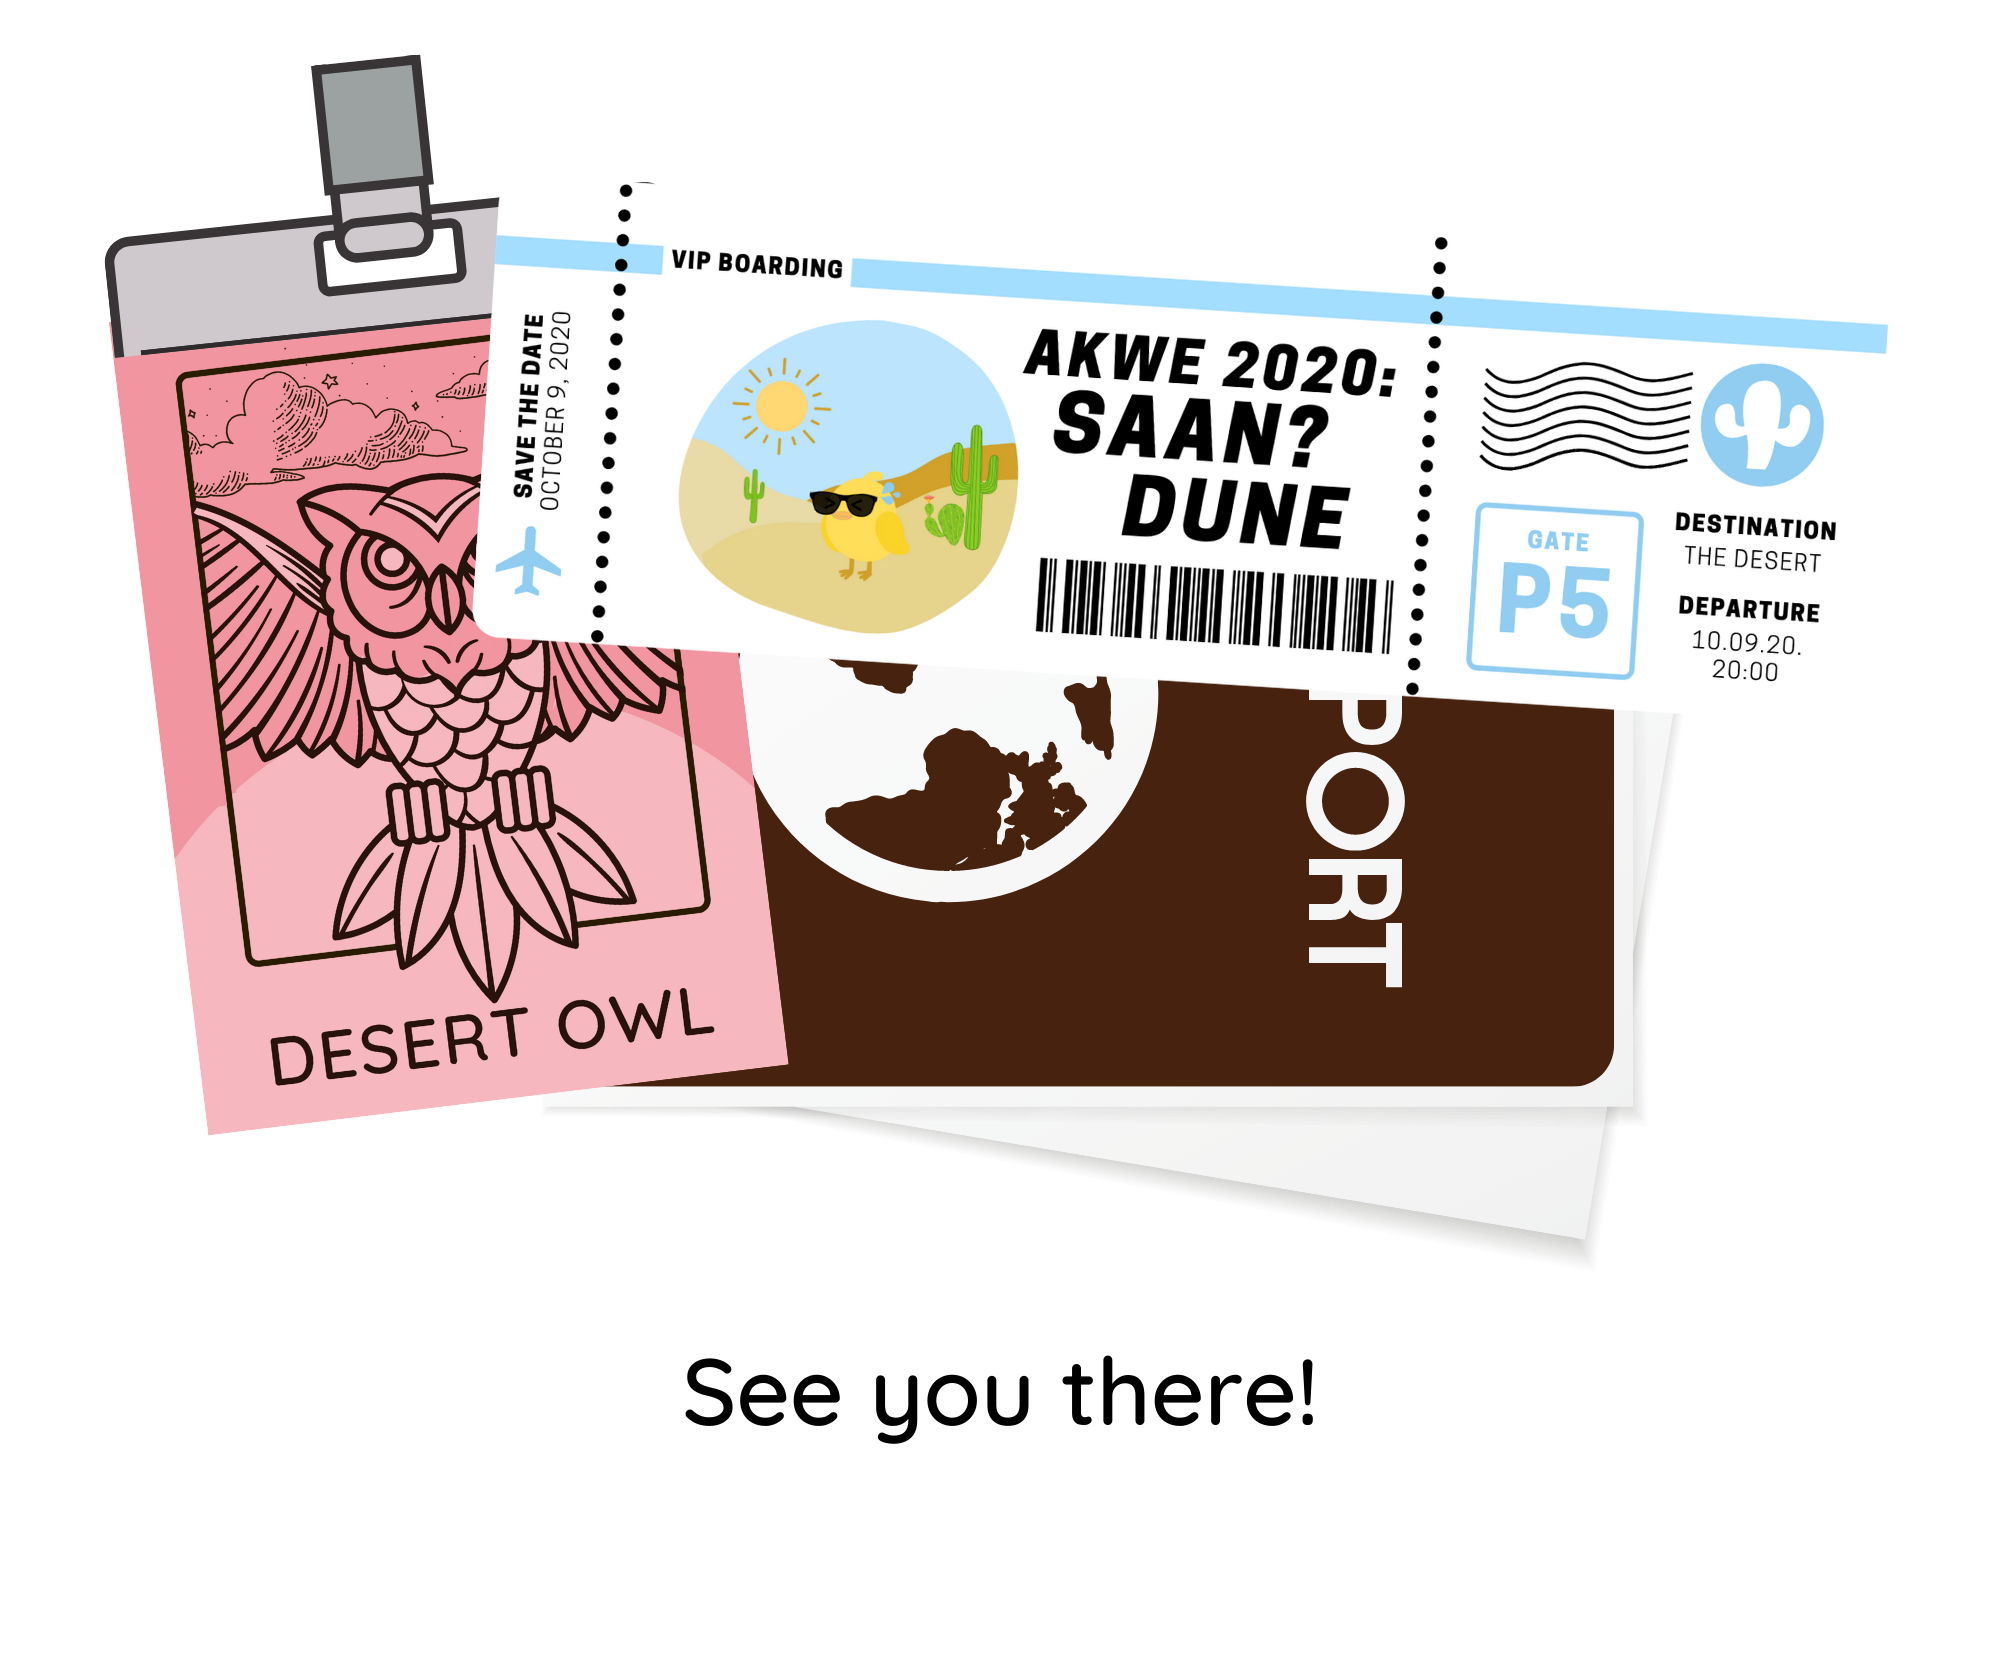 VIP BOARDING
SAVE THE DATE
OCTOBER 9, 2020
AKWE 2020:
SAAN?
DUNE
GATE
P5
DESTINATION
THE DESERT
DEPARTURE
10.09.20.
20:00
PORT
DESERT OWL
See you there!